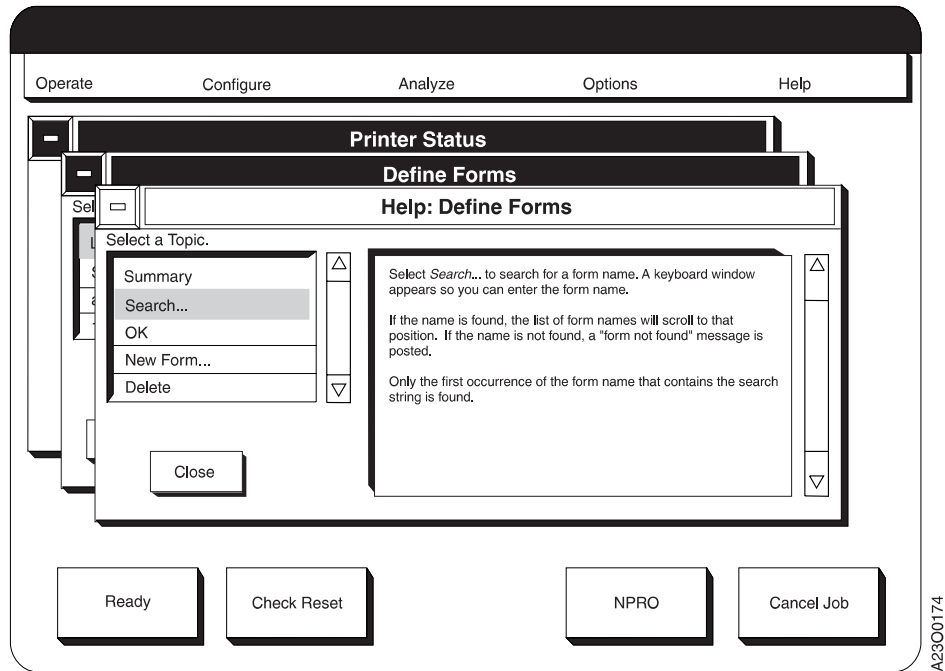 Operate Configure Analyze Options Help
Printer Status
Define Forms
Sel
Help: Define Forms
Select a Topic.
Summary
Search...
OK
New Form...
Delete
Select Search... to search for a form name. A keyboard window
appears so you can enter the form name.
If the name is found, the list of form names will scroll to that
position. If the name is not found, a "form not found" message is
posted.
Only the first occurrence of the form name that contains the search
string is found.
Close
Ready Check Reset NPRO Cancel Job
A23O0174